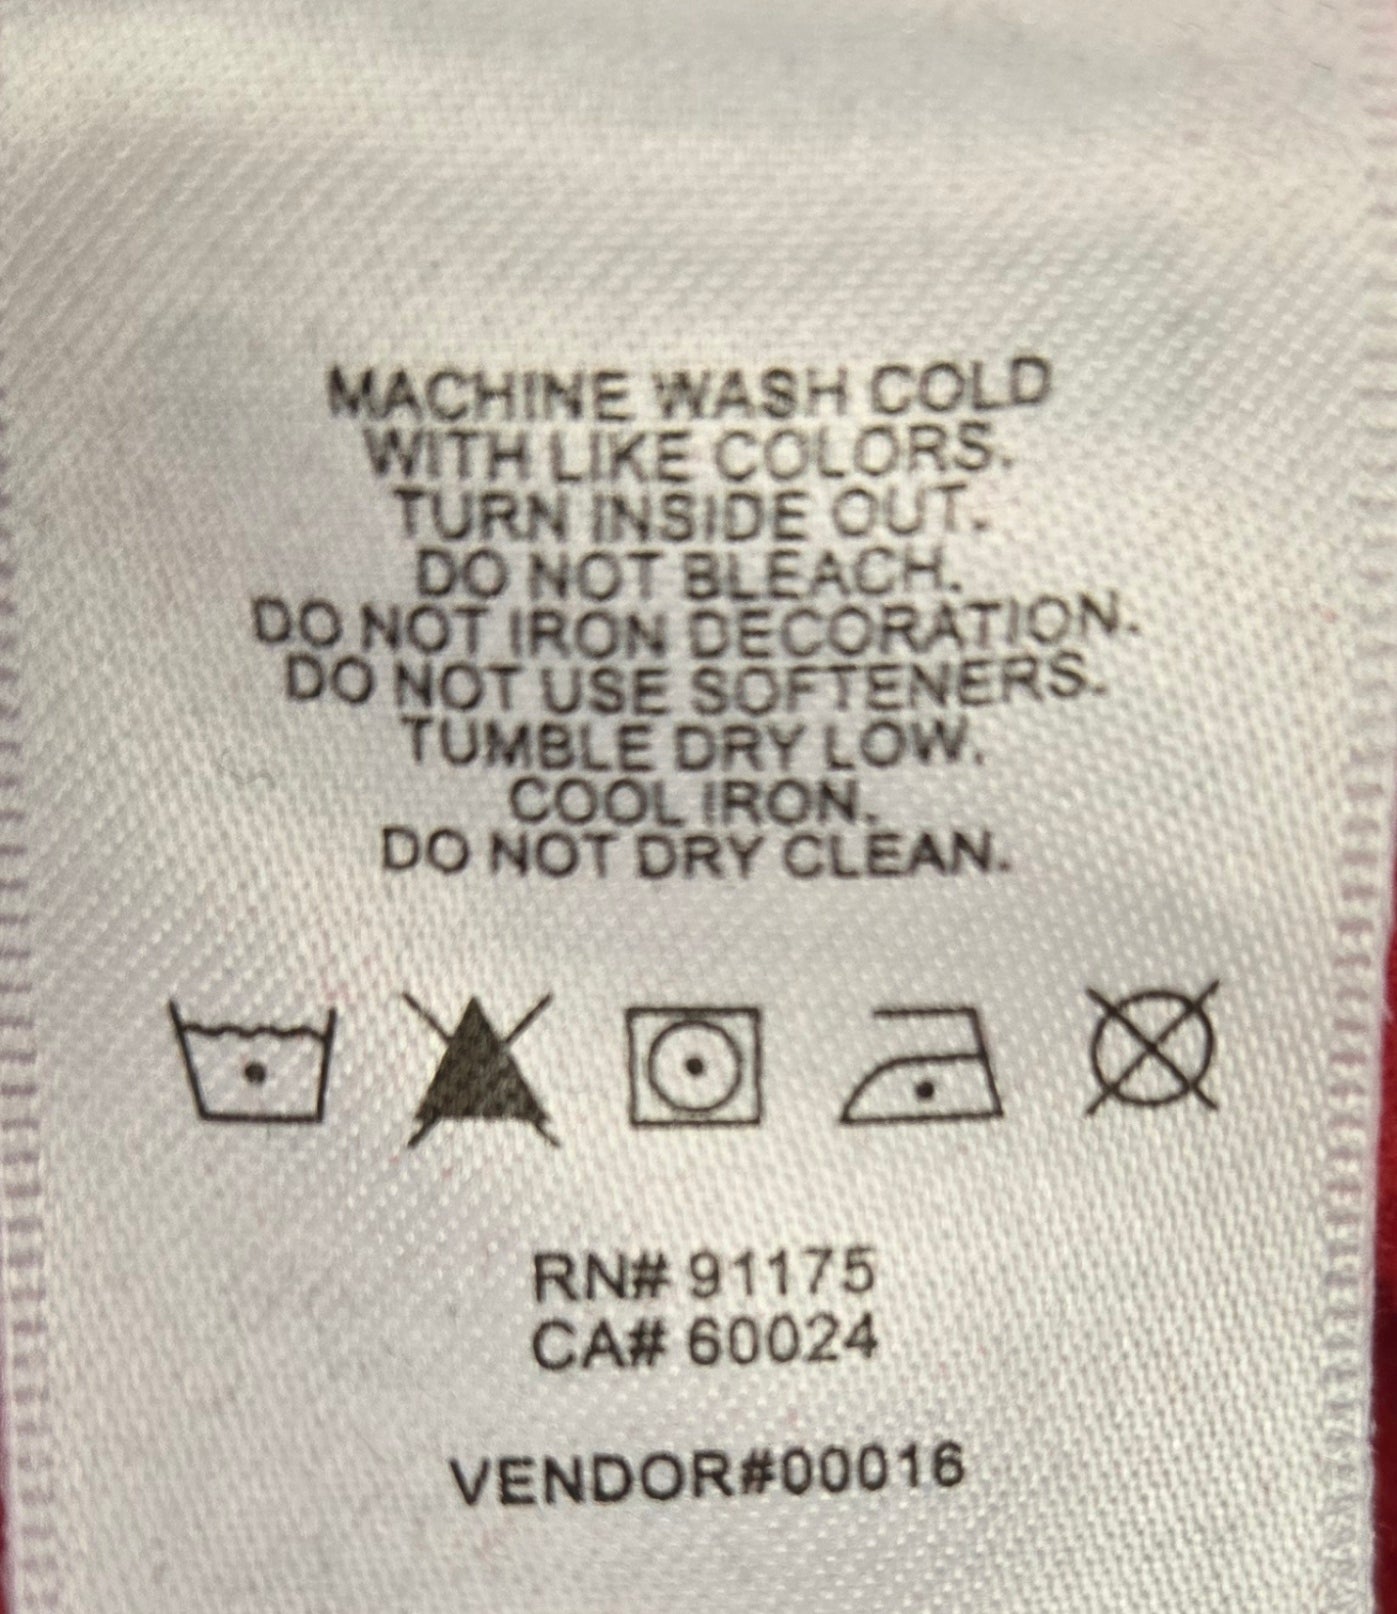 MACHINE WASH COLD
WITH LIKE COLORS.
TURN INSIDE OUT.
DO NOT BLEACH.
DO NOT IRON DECORATION.
DO NOT USE SOFTENERS.
TUMBLE DRY LOW.
COOL IRON.
DO NOT DRY CLEAN.
RN# 91175
CA# 60024
VENDOR#00016